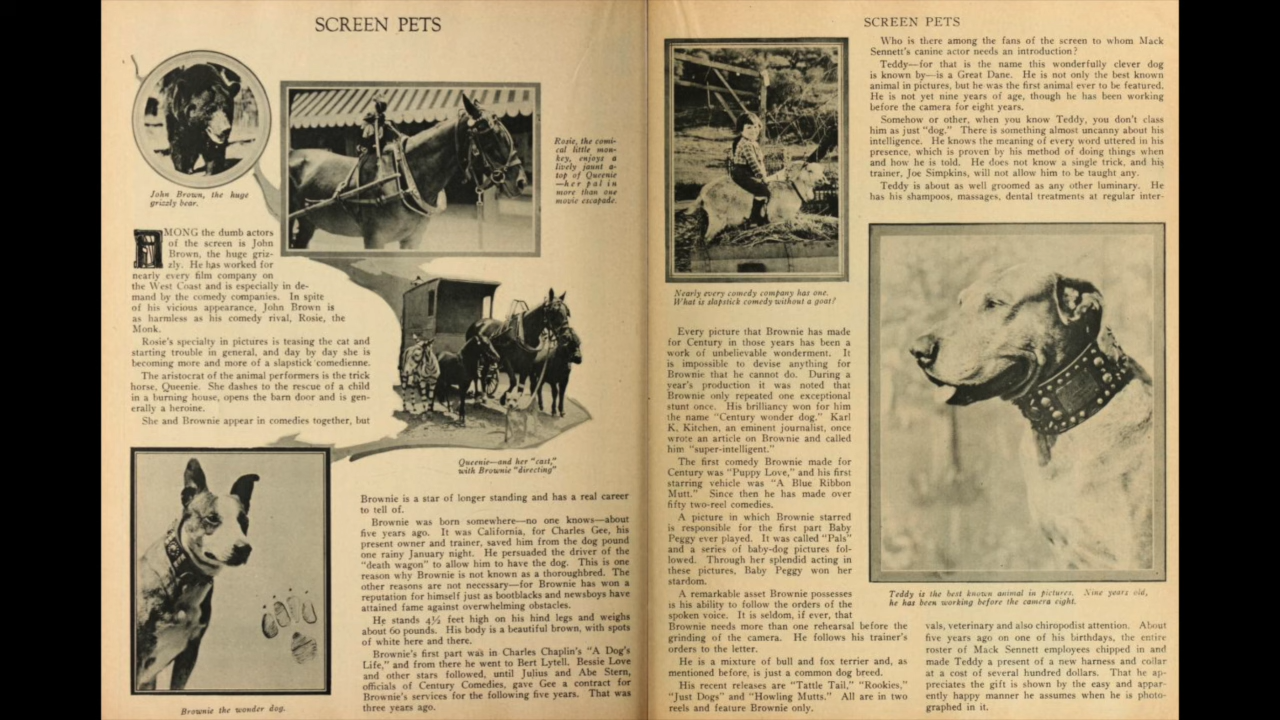 SCREEN PETS
John Brown, the huge
grizzly bear.
Rosie, the comi-
cal little mon-
key, enjoys a
lively jaunt a-
top of Queenie
—her pal in
more than one
movie escapade.
AMONG the dumb actors
of the screen is John
Brown, the huge griz-
zly. He has worked for
nearly every film company on
the West Coast and is especially in de-
mand by the comedy companies. In spite
of his vicious appearance, John Brown is
as harmless as his comedy rival, Rosie, the
Monk.
Rosie's specialty in pictures is teasing the cat and
starting trouble in general, and day by day she is
becoming more and more of a slapstick comedienne.
The aristocrat of the animal performers is the trick
horse, Queenie. She dashes to the rescue of a child
in a burning house, opens the barn door and is gen-
erally a heroine.
She and Brownie appear in comedies together, but
Queenie—and her "cast,"
with Brownie "directing"
Brownie the wonder dog.
Brownie is a star of longer standing and has a real career
to tell of.
Brownie was born somewhere—no one knows—about
five years ago. It was California, for Charles Gee, his
present owner and trainer, saved him from the dog pound
one rainy January night. He persuaded the driver of the
"death wagon" to allow him to have the dog. This is one
reason why Brownie is not known as a thoroughbred. The
other reasons are not necessary—for Brownie has won a
reputation for himself just as bootblacks and newsboys have
attained fame against overwhelming obstacles.
He stands 4½ feet high on his hind legs and weighs
about 60 pounds. His body is a beautiful brown, with spots
of white here and there.
Brownie's first part was in Charles Chaplin's "A Dog's
Life," and from there he went to Bert Lytell. Bessie Love
and other stars followed, until Julius and Abe Stern,
officials of Century Comedies, gave Gee a contract for
Brownie's services for the following five years. That was
three years ago.
SCREEN PETS
Nearly every comedy company has one.
What is slapstick comedy without a goat?
Every picture that Brownie has made
for Century in those years has been a
work of unbelievable wonderment. It
is impossible to devise anything for
Brownie that he cannot do. During a
year's production it was noted that
Brownie only repeated one exceptional
stunt once. His brilliancy won for him
the name "Century wonder dog." Karl
K. Kitchen, an eminent journalist, once
wrote an article on Brownie and called
him "super-intelligent."
The first comedy Brownie made for
Century was "Puppy Love," and his first
starring vehicle was "A Blue Ribbon
Mutt." Since then he has made over
fifty two-reel comedies.
A picture in which Brownie starred
is responsible for the first part Baby
Peggy ever played. It was called "Pals"
and a series of baby-dog pictures fol-
lowed. Through her splendid acting in
these pictures, Baby Peggy won her
stardom.
A remarkable asset Brownie possesses
is his ability to follow the orders of the
spoken voice. It is seldom, if ever, that
Brownie needs more than one rehearsal before the
grinding of the camera. He follows his trainer's
orders to the letter.
He is a mixture of bull and fox terrier and, as
mentioned before, is just a common dog breed.
His recent releases are "Tattle Tail," "Rookies,"
"Just Dogs" and "Howling Mutts." All are in two
reels and feature Brownie only.
Who is there among the fans of the screen to whom Mack
Sennett's canine actor needs an introduction?
Teddy—for that is the name this wonderfully clever dog
is known by—is a Great Dane. He is not only the best known
animal in pictures, but he was the first animal ever to be featured.
He is not yet nine years of age, though he has been working
before the camera for eight years.
Somehow or other, when you know Teddy, you don't class
him as just "dog." There is something almost uncanny about his
intelligence. He knows the meaning of every word uttered in his
presence, which is proven by his method of doing things when
and how he is told. He does not know a single trick, and his
trainer, Joe Simpkins, will not allow him to be taught any.
Teddy is about as well groomed as any other luminary. He
has his shampoos, massages, dental treatments at regular inter-
Teddy is the best known animal in pictures. Nine years old,
he has been working before the camera eight.
vals, veterinary and also chiropodist attention. About
five years ago on one of his birthdays, the entire
roster of Mack Sennett employees chipped in and
made Teddy a present of a new harness and collar
at a cost of several hundred dollars. That he ap-
preciates the gift is shown by the easy and appar-
ently happy manner he assumes when he is photo-
graphed in it.